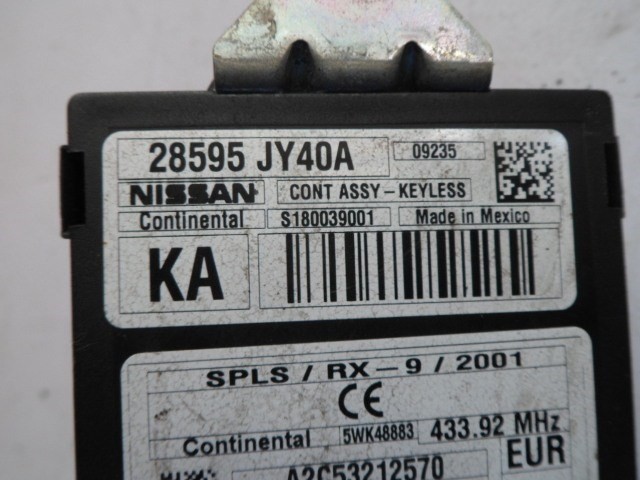 28595 JY40A 09235
NISSAN CONT ASSY-KEYLESS
Continental S180039001 Made in Mexico
KA
SPLS / RX-9 / 2001
CE
Continental 5WK48883 433.92 MHz
A2C53212570 EUR